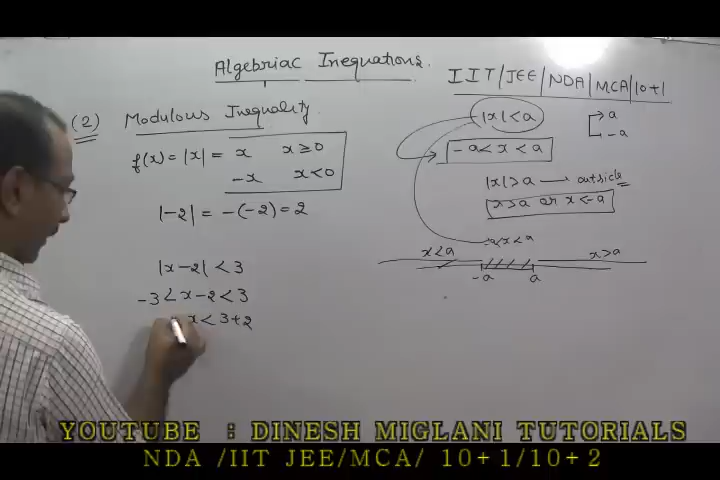 Algebriac Inequations.
IIT/JEE/NDA/MCA/10+1
(2) Modulous Inequality
f(x) = |x| = x x ≥ 0
-x x < 0
|-2| = -(-2) = 2
|x-2| < 3
-3 < x-2 < 3
x < 3+2
|x| < a
a
-a
-a < x < a
|x| > a → outside
x > a or x < -a
-a < x < a
x < a
x > a
-a a
YOUTUBE : DINESH MIGLANI TUTORIALS
NDA /IIT JEE/MCA/ 10+1/10+2